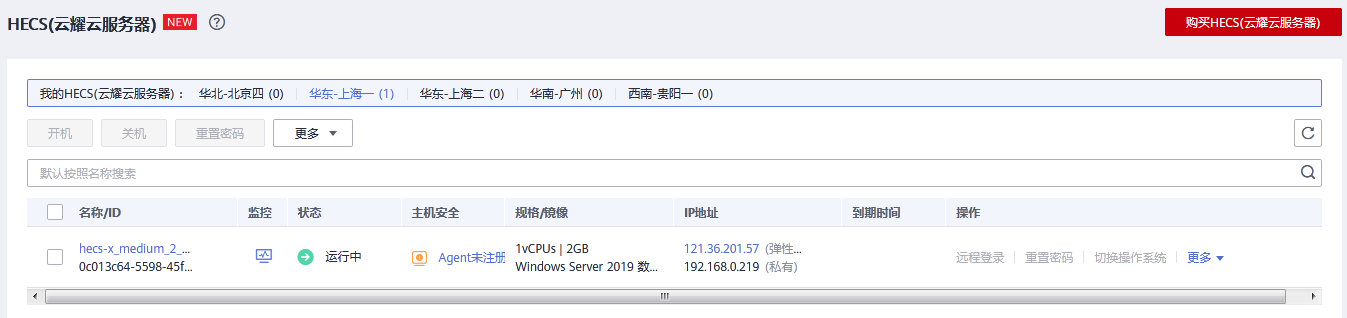 HECS(云耀云服务器) NEW ?
购买HECS(云耀云服务器)
我的HECS(云耀云服务器)： 华北-北京四 (0) 华东-上海一 (1) 华东-上海二 (0) 华南-广州 (0) 西南-贵阳一 (0)
开机 关机 重置密码 更多
默认按照名称搜索
名称/ID 监控 状态 主机安全 规格/镜像 IP地址 到期时间 操作
hecs-x_medium_2_... 运行中 Agent未注册 1vCPUs | 2GB 121.36.201.57 (弹性... 远程登录 重置密码 切换操作系统 更多
0c013c64-5598-45f... Windows Server 2019 数... 192.168.0.219 (私有)